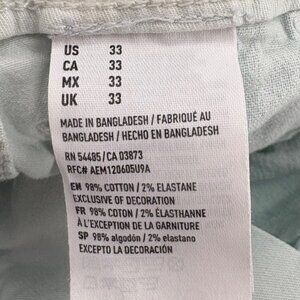 US 33
CA 33
MX 33
UK 33
MADE IN BANGLADESH / FABRIQUÉ AU
BANGLADESH / HECHO EN BANGLADESH
RN 54485/CA 03873
RFC# AEM120605U9A
EN 98% COTTON / 2% ELASTANE
EXCLUSIVE OF DECORATION
FR 98% COTON / 2% ÉLASTHANNE
À L'EXCEPTION DE LA GARNITURE
SP 98% algodón / 2% elastano
EXCEPTO LA DECORACIÓN